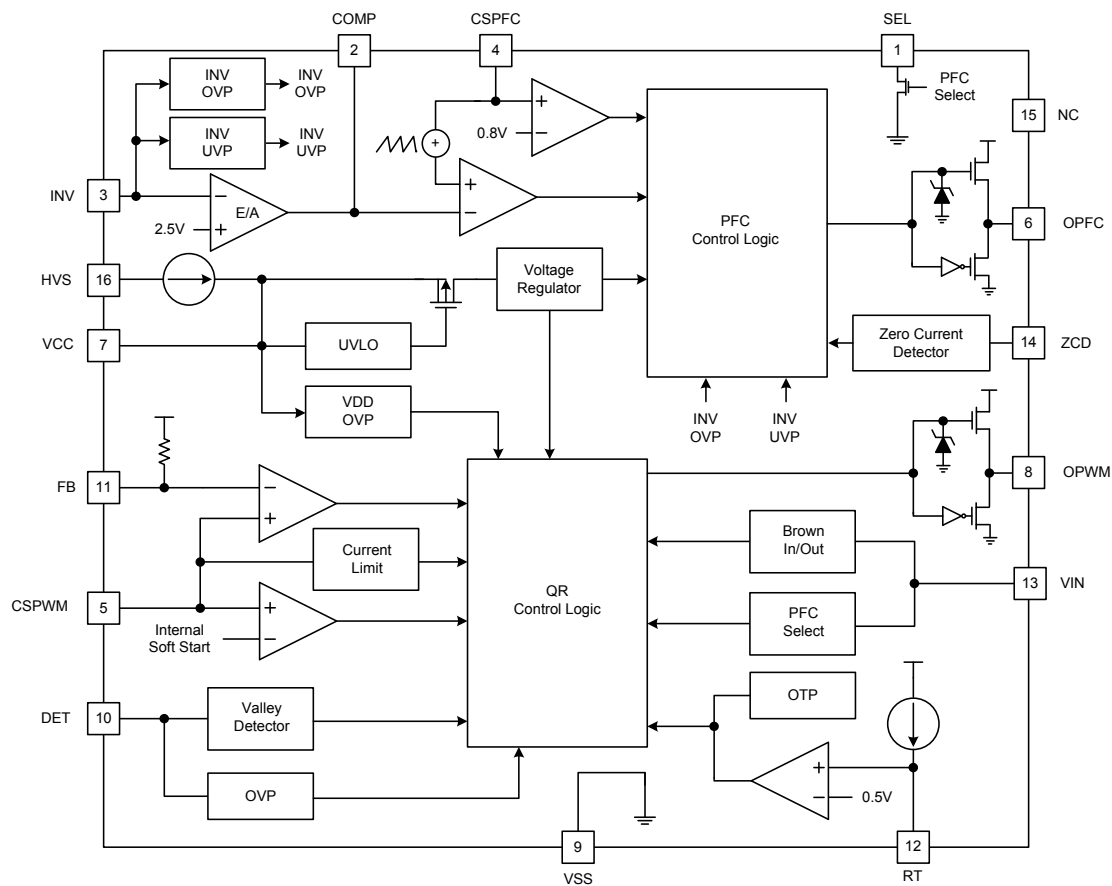 COMP
CSPFC
SEL
2
4
1
INV
OVP
INV
OVP
INV
UVP
INV
UVP
+
+
0.8V
−
PFC
Select
15
NC
INV
3
−
E/A
2.5V
+
+
−
PFC
Control Logic
6
OPFC
HVS
16
Voltage
Regulator
VCC
7
UVLO
Zero Current
Detector
14
ZCD
VDD
OVP
INV
OVP
INV
UVP
FB
11
−
+
8
OPWM
Current
Limit
QR
Control Logic
Brown
In/Out
13
VIN
CSPWM
5
+
Internal
Soft Start
−
PFC
Select
DET
10
Valley
Detector
OTP
OVP
+
−
0.5V
9
VSS
12
RT